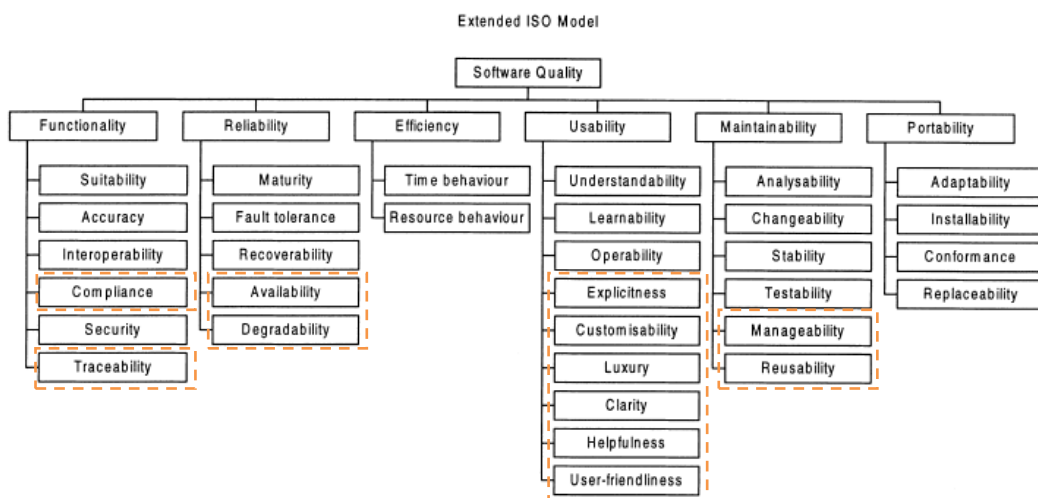 Extended ISO Model
Software Quality
Functionality
Reliability
Efficiency
Usability
Maintainability
Portability
Suitability
Accuracy
Interoperability
Compliance
Security
Traceability
Maturity
Fault tolerance
Recoverability
Availability
Degradability
Time behaviour
Resource behaviour
Understandability
Learnability
Operability
Explicitness
Customisability
Luxury
Clarity
Helpfulness
User-friendliness
Analysability
Changeability
Stability
Testability
Manageability
Reusability
Adaptability
Installability
Conformance
Replaceability